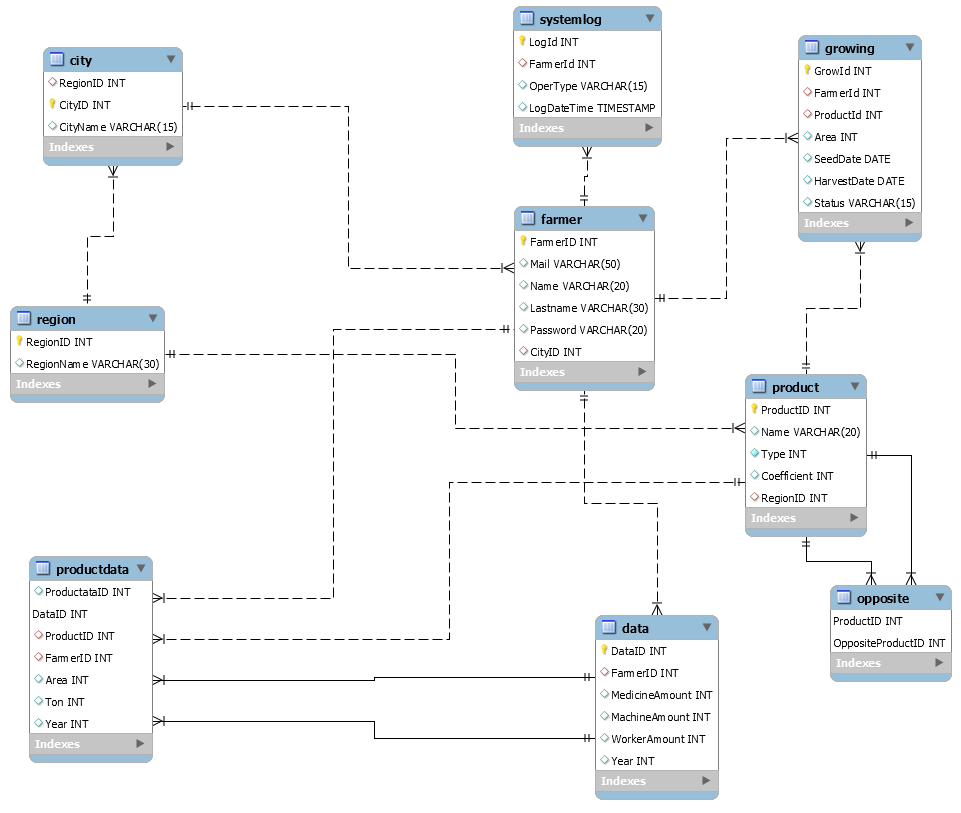 systemlog
LogId INT
FarmerId INT
OperType VARCHAR(15)
LogDateTime TIMESTAMP
Indexes
city
RegionID INT
CityID INT
CityName VARCHAR(15)
Indexes
growing
GrowId INT
FarmerId INT
ProductId INT
Area INT
SeedDate DATE
HarvestDate DATE
Status VARCHAR(15)
Indexes
farmer
FarmerID INT
Mail VARCHAR(50)
Name VARCHAR(20)
Lastname VARCHAR(30)
Password VARCHAR(20)
CityID INT
Indexes
region
RegionID INT
RegionName VARCHAR(30)
Indexes
product
ProductID INT
Name VARCHAR(20)
Type INT
Coefficient INT
RegionID INT
Indexes
productdata
ProductataID INT
DataID INT
ProductID INT
FarmerID INT
Area INT
Ton INT
Year INT
Indexes
data
DataID INT
FarmerID INT
MedicineAmount INT
MachineAmount INT
WorkerAmount INT
Year INT
Indexes
opposite
ProductID INT
OppositeProductID INT
Indexes